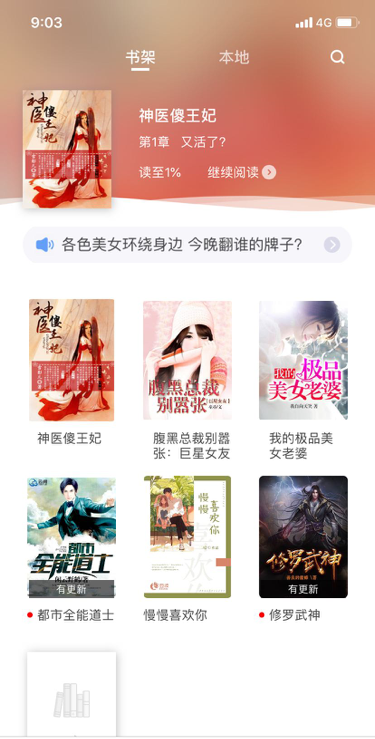 9:03
4G
书架
本地
神医傻王妃
神医傻王妃
第1章 又活了?
读至1%
继续阅读
各色美女环绕身边 今晚翻谁的牌子?
神医傻王妃
腹黑总裁
别嚣张
我的极品
美女老婆
神医傻王妃
腹黑总裁别嚣
张：巨星女友
我的极品美
女老婆
都市
全能道士
有更新
慢慢
喜欢你
修罗武神
有更新
都市全能道士
慢慢喜欢你
修罗武神